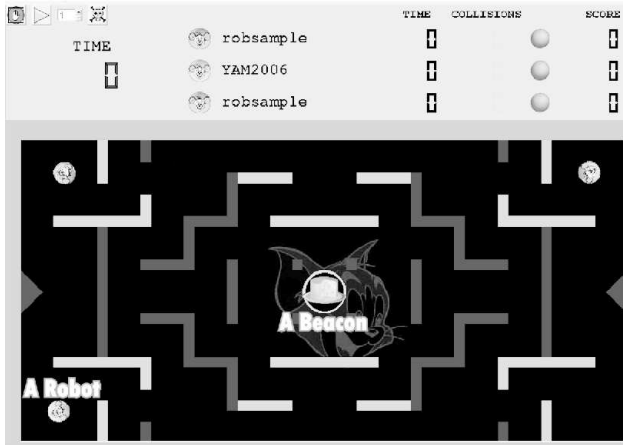 TIME COLLISIONS SCORE
TIME
0
robsample 0 0
YAM2006 0 0
robsample 0 0
A Beacon
A Robot